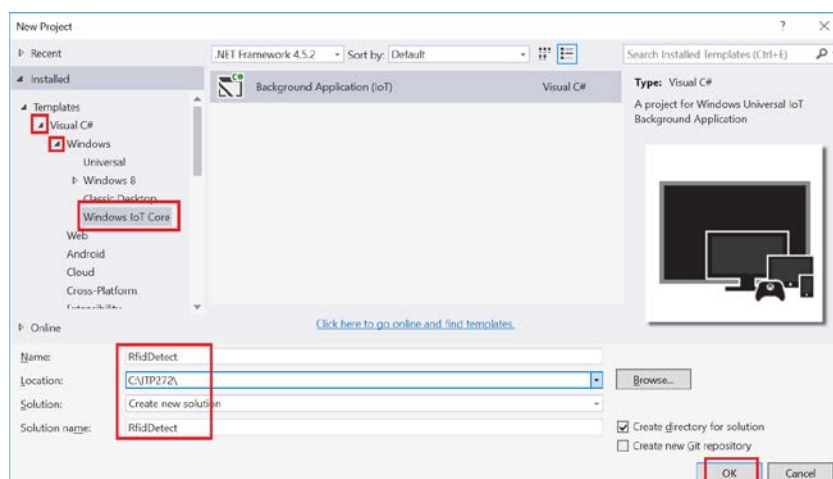 New Project
?
Recent
.NET Framework 4.5.2
Sort by: Default
Search Installed Templates (Ctrl+E)
Installed
Templates
Visual C#
Windows
Universal
Windows 8
Classic Desktop
Windows IoT Core
Web
Android
Cloud
Cross-Platform
Extensibility
Online
C#
Background Application (IoT)
Visual C#
Click here to go online and find templates.
Type: Visual C#
A project for Windows Universal IoT
Background Application
Name:
RfidDetect
Location:
C:\ITP272\
Browse...
Solution:
Create new solution
Solution name:
RfidDetect
Create directory for solution
Create new Git repository
OK
Cancel